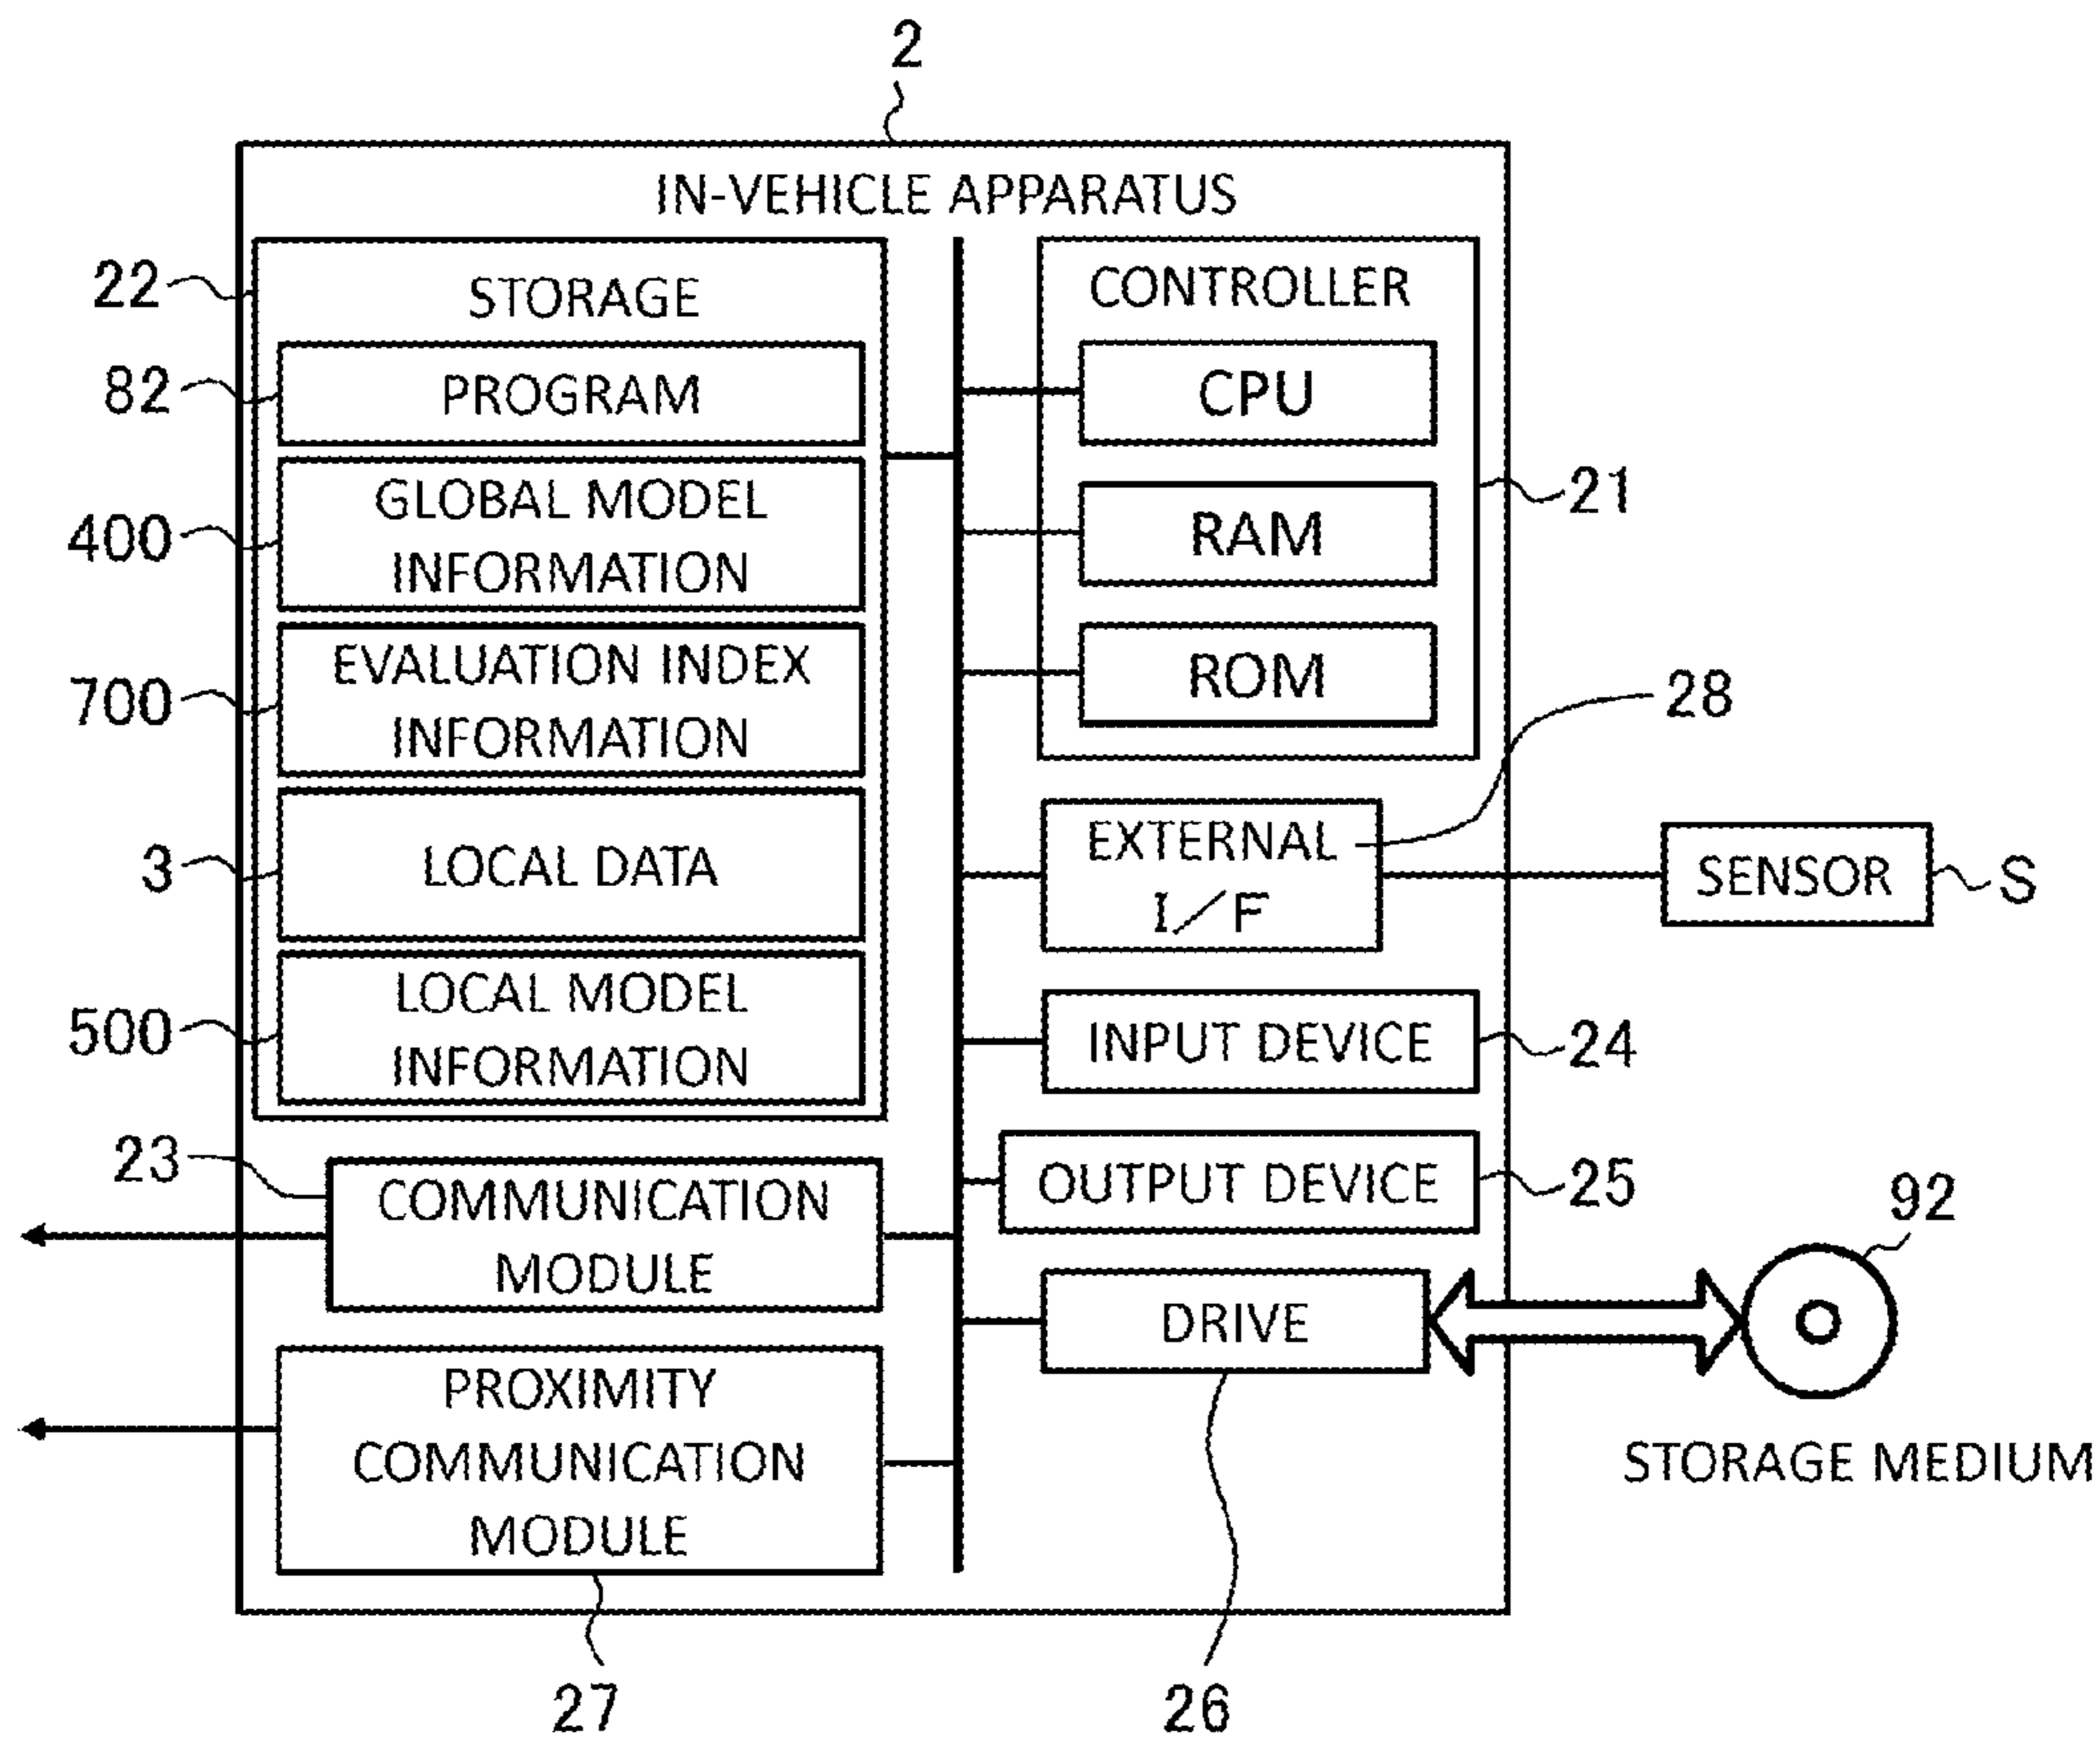 2
IN-VEHICLE APPARATUS
22
STORAGE
82
PROGRAM
400
GLOBAL MODEL
INFORMATION
700
EVALUATION INDEX
INFORMATION
3
LOCAL DATA
500
LOCAL MODEL
INFORMATION
23
COMMUNICATION
MODULE
PROXIMITY
COMMUNICATION
MODULE
27
CONTROLLER
CPU
RAM
ROM
21
28
EXTERNAL
I/F
SENSOR
S
INPUT DEVICE
24
OUTPUT DEVICE
25
DRIVE
26
92
STORAGE MEDIUM